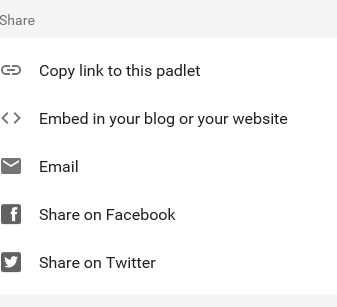 Share
Copy link to this padlet
Embed in your blog or your website
Email
Share on Facebook
Share on Twitter